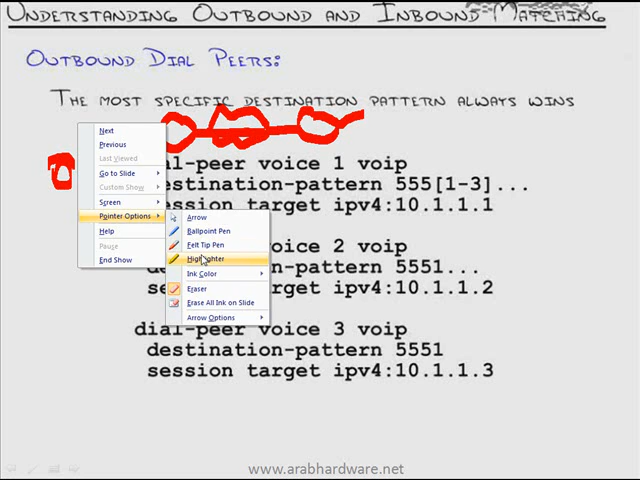 Understanding Outbound and Inbound Matching
Outbound Dial Peers:
The most specific destination pattern always wins
dial-peer voice 1 voip
destination-pattern 555[1-3]...
session target ipv4:10.1.1.1
voice 2 voip
5551...
ipv4:10.1.1.2
dial-peer voice 3 voip
destination-pattern 5551
session target ipv4:10.1.1.3
Next
Previous
Last Viewed
Go to Slide
Custom Show
Screen
Pointer Options
Help
Pause
End Show
Arrow
Ballpoint Pen
Felt Tip Pen
Highlighter
Ink Color
Eraser
Erase All Ink on Slide
Arrow Options
www.arabhardware.net